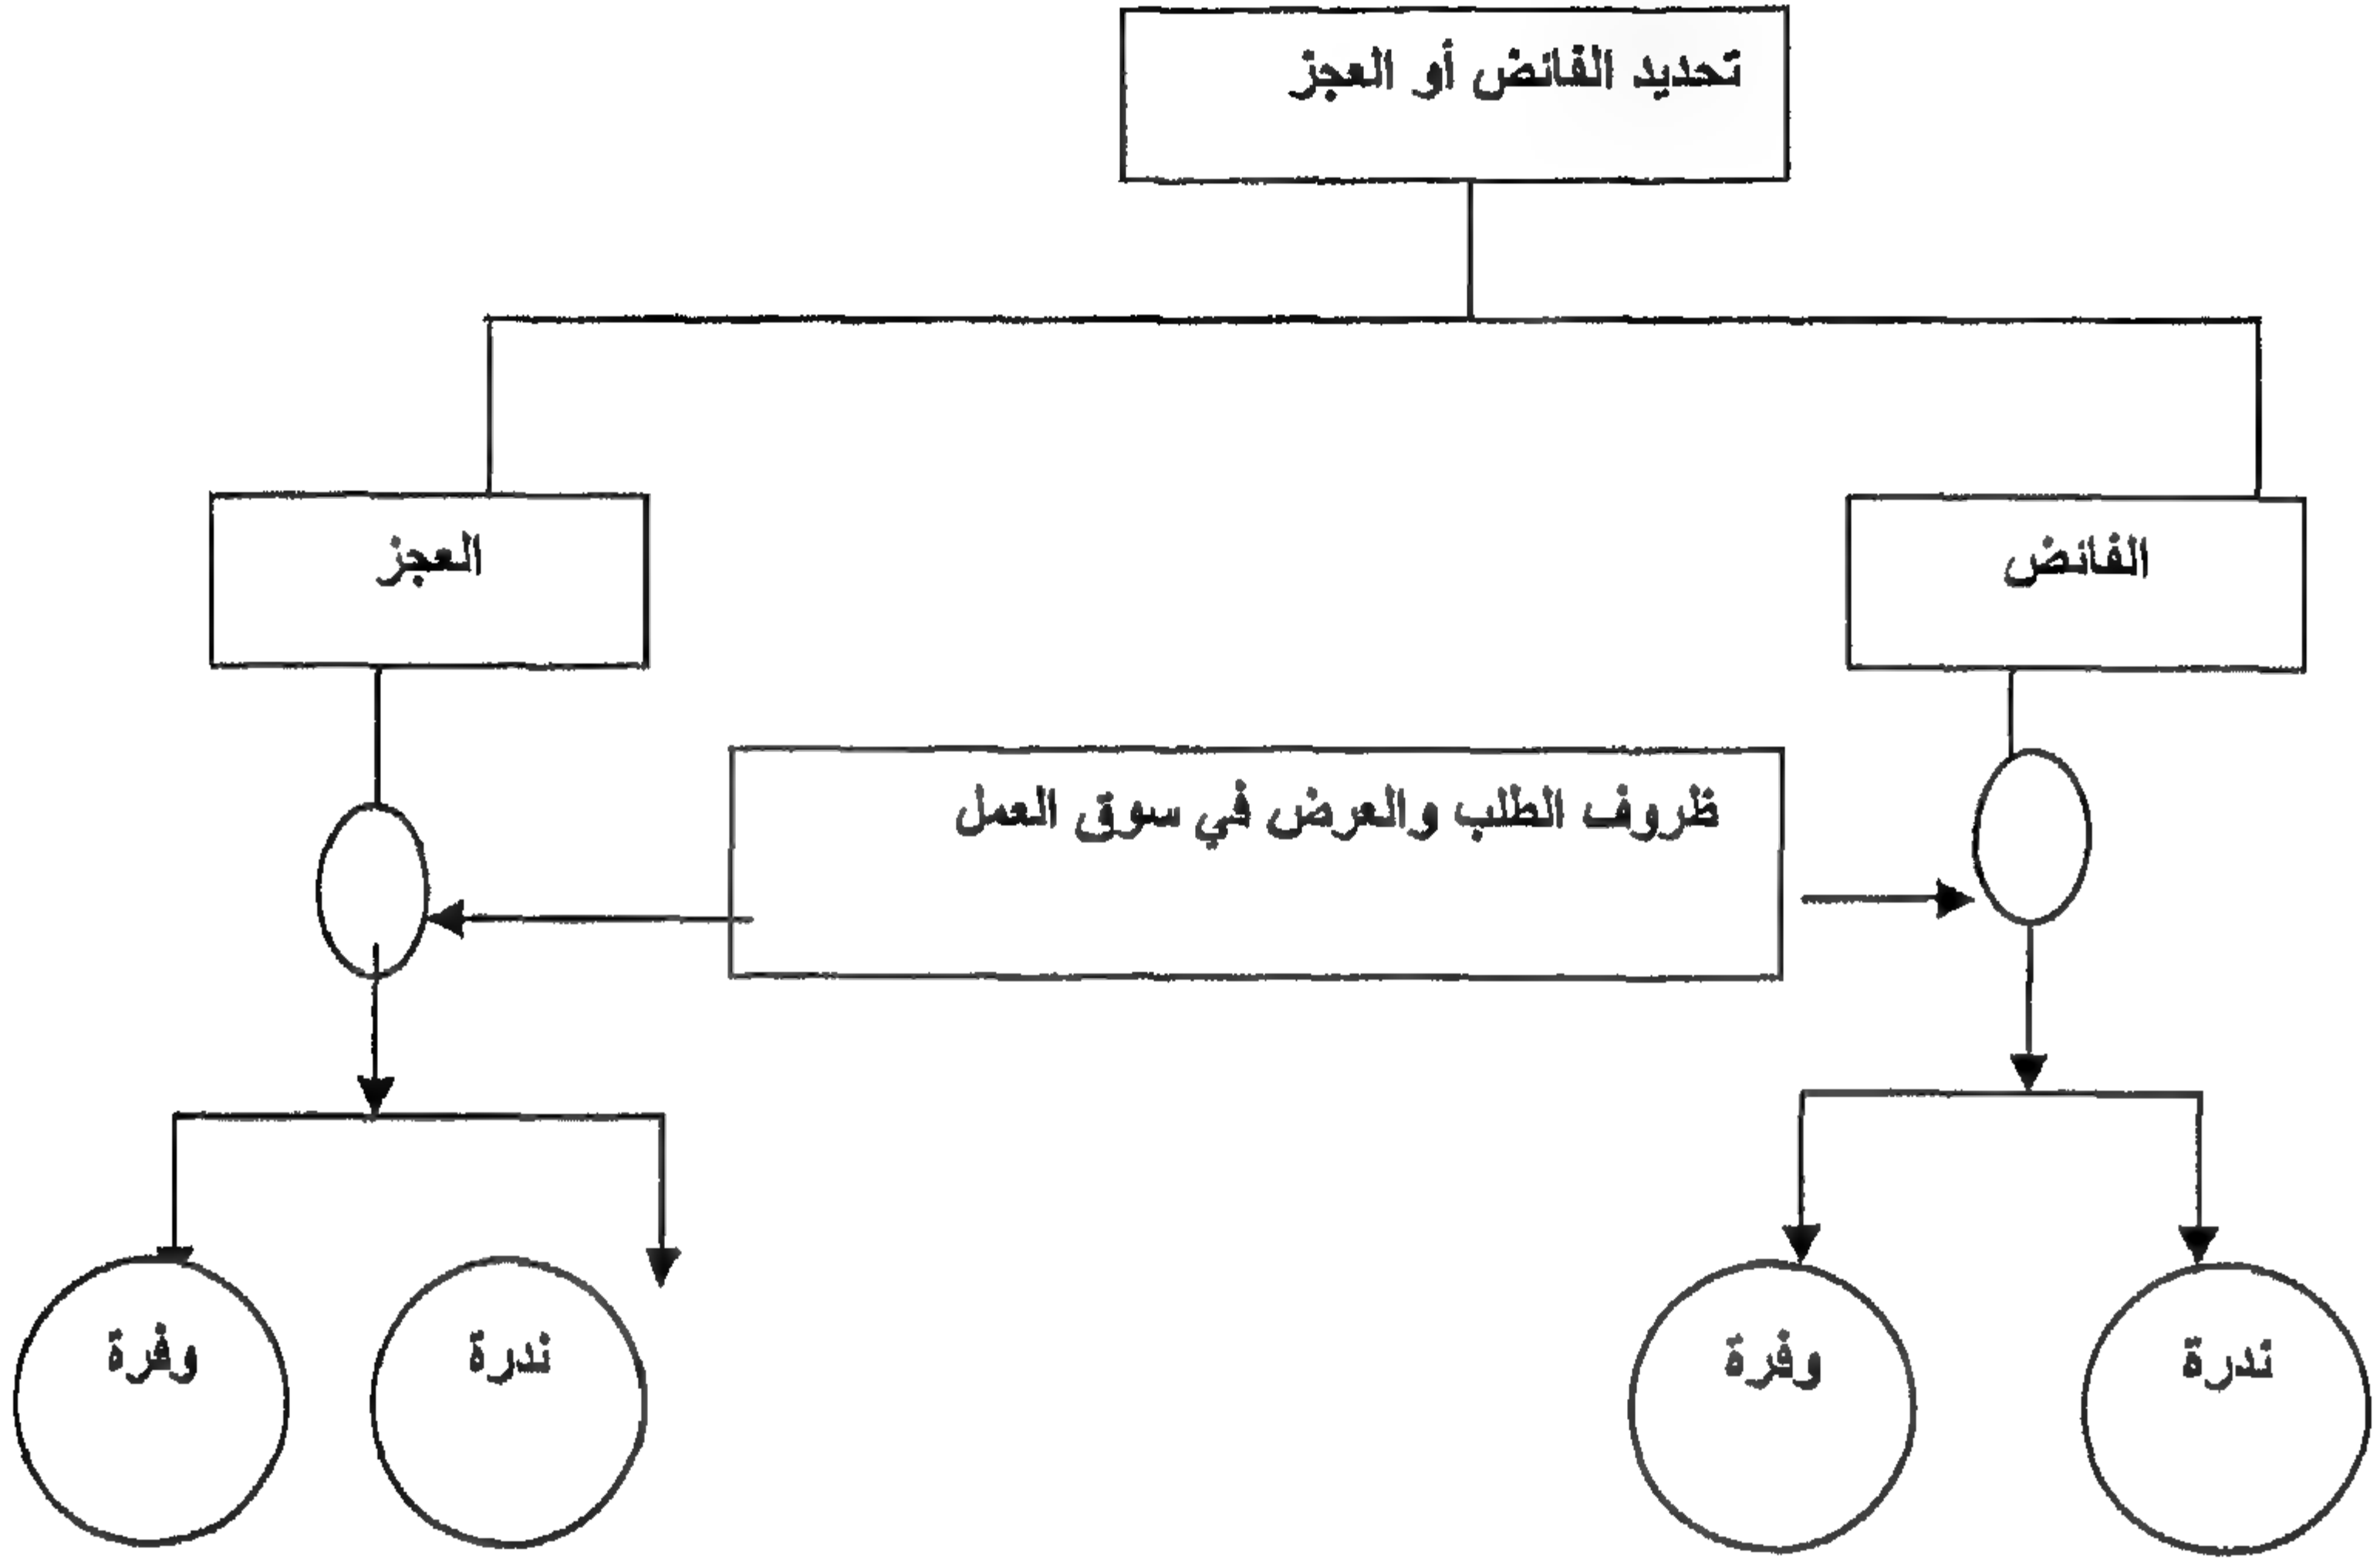 تحديد الفائض أو العجز
الفائض
العجز
ظروف الطلب والعرض في سوق العمل
ندرة
وفرة
ندرة
وفرة